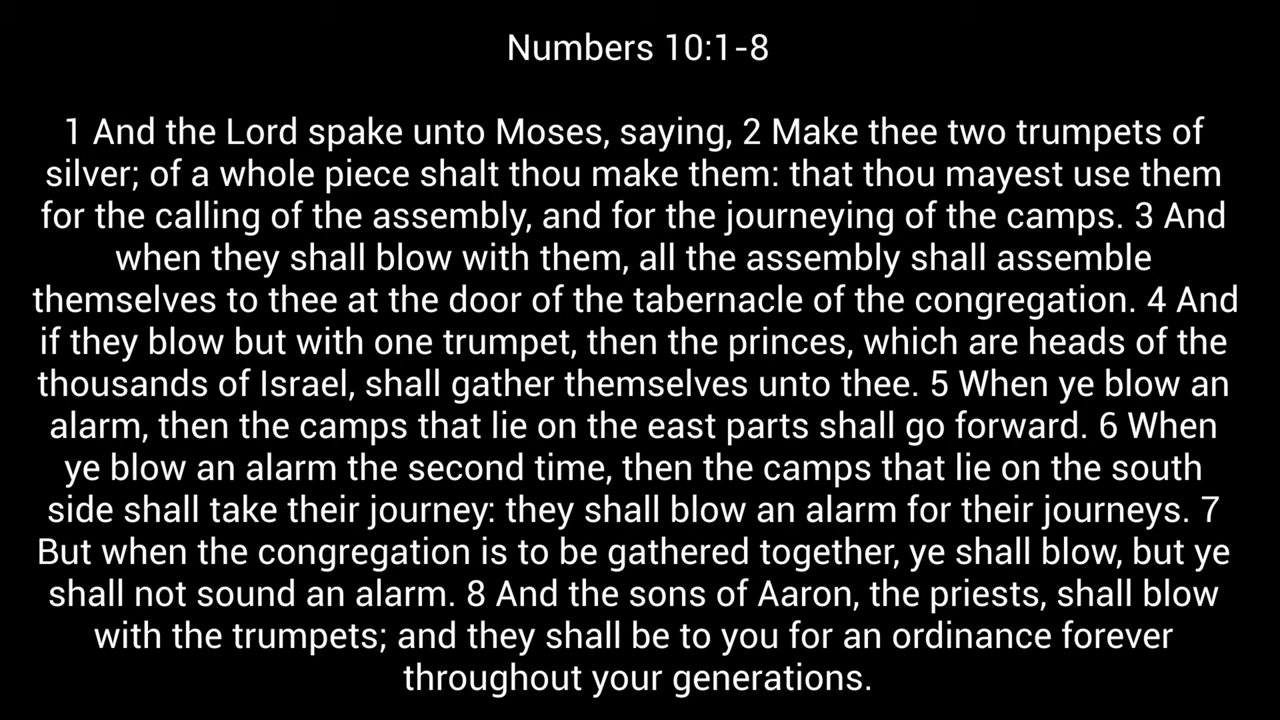 Numbers 10:1-8
1 And the Lord spake unto Moses, saying, 2 Make thee two trumpets of
silver; of a whole piece shalt thou make them: that thou mayest use them
for the calling of the assembly, and for the journeying of the camps. 3 And
when they shall blow with them, all the assembly shall assemble
themselves to thee at the door of the tabernacle of the congregation. 4 And
if they blow but with one trumpet, then the princes, which are heads of the
thousands of Israel, shall gather themselves unto thee. 5 When ye blow an
alarm, then the camps that lie on the east parts shall go forward. 6 When
ye blow an alarm the second time, then the camps that lie on the south
side shall take their journey: they shall blow an alarm for their journeys. 7
But when the congregation is to be gathered together, ye shall blow, but ye
shall not sound an alarm. 8 And the sons of Aaron, the priests, shall blow
with the trumpets; and they shall be to you for an ordinance forever
throughout your generations.